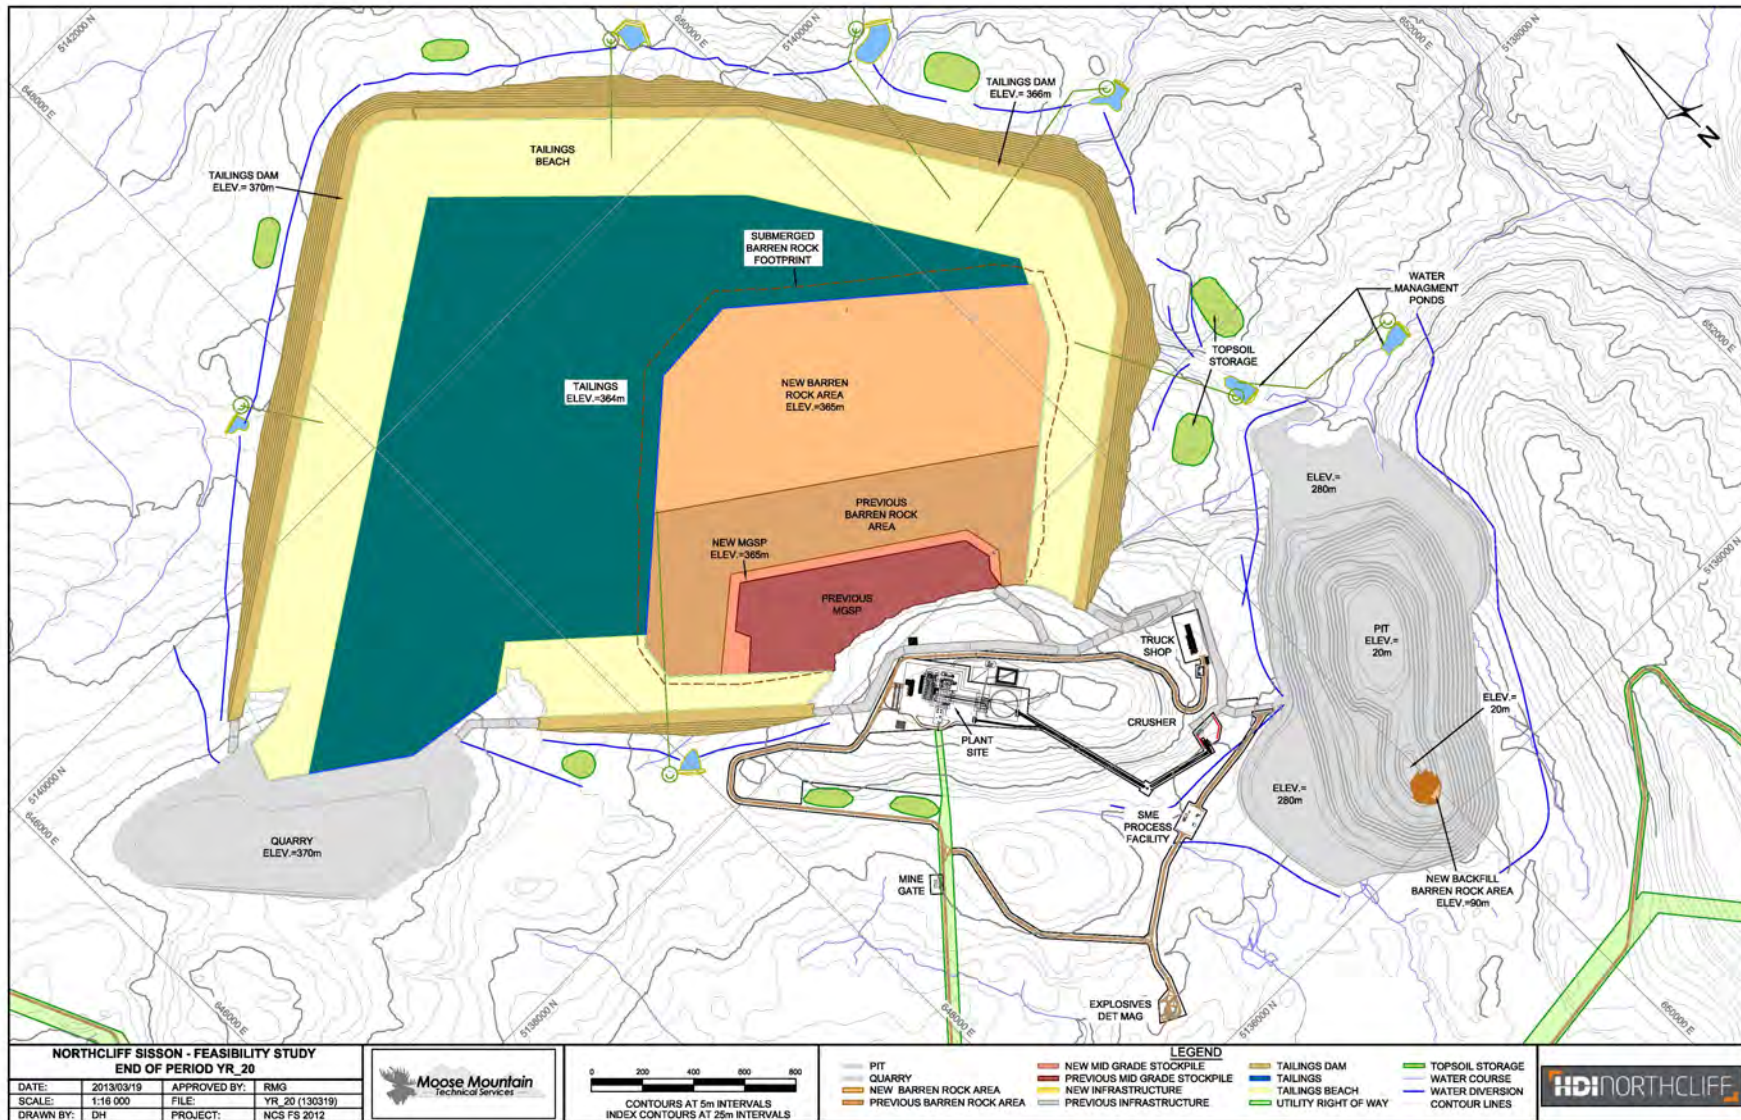 5142000 N
650000 E
5140000 N
652000 E
5138000 N
648000 E
N
TAILINGS DAM
ELEV.= 366m
TAILINGS
BEACH
TAILINGS DAM
ELEV.= 370m
SUBMERGED
BARREN ROCK
FOOTPRINT
WATER
MANAGMENT
PONDS
652000 E
TOPSOIL
STORAGE
TAILINGS
ELEV.=364m
NEW BARREN
ROCK AREA
ELEV.=365m
ELEV.=
280m
PREVIOUS
BARREN ROCK
AREA
NEW MGSP
ELEV.=365m
5136000 N
PREVIOUS
MGSP
PIT
ELEV.=
20m
TRUCK
SHOP
ELEV.=
20m
CRUSHER
PLANT
SITE
5140000 N
646000 E
ELEV.=
280m
SME
PROCESS
FACILITY
QUARRY
ELEV.=370m
MINE
GATE
NEW BACKFILL
BARREN ROCK AREA
ELEV.=90m
EXPLOSIVES
DET MAG
646000 E
5138000 N
648000 E
5136000 N
650000 E
NORTHCLIFF SISSON - FEASIBILITY STUDY
END OF PERIOD YR_20
DATE: 2013/03/19 APPROVED BY: RMG
SCALE: 1:16 000 FILE: YR_20 (130319)
DRAWN BY: DH PROJECT: NCS FS 2012
Moose Mountain
Technical Services
0 200 400 600 800
CONTOURS AT 5m INTERVALS
INDEX CONTOURS AT 25m INTERVALS
LEGEND
PIT
QUARRY
NEW BARREN ROCK AREA
PREVIOUS BARREN ROCK AREA
NEW MID GRADE STOCKPILE
PREVIOUS MID GRADE STOCKPILE
NEW INFRASTRUCTURE
PREVIOUS INFRASTRUCTURE
TAILINGS DAM
TAILINGS
TAILINGS BEACH
UTILITY RIGHT OF WAY
TOPSOIL STORAGE
WATER COURSE
WATER DIVERSION
CONTOUR LINES
HDINORTHCLIFF